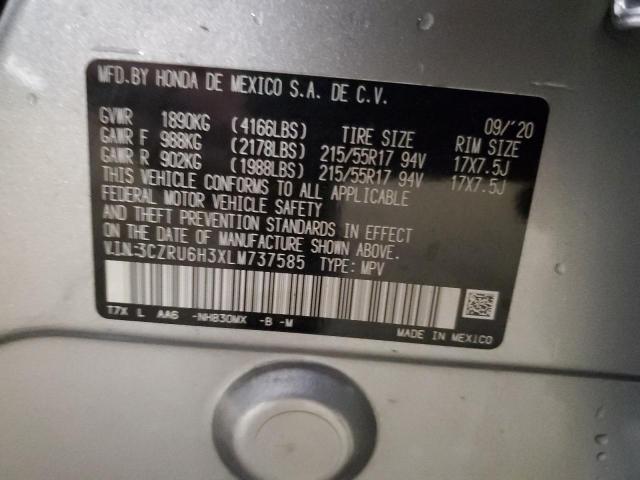 MFD.BY HONDA DE MEXICO S.A. DE C.V.
09/'20
GVWR 1890KG (4166LBS) TIRE SIZE RIM SIZE
GAWR F 988KG (2178LBS) 215/55R17 94V 17X7.5J
GAWR R 902KG (1988LBS) 215/55R17 94V 17X7.5J
THIS VEHICLE CONFORMS TO ALL APPLICABLE
FEDERAL MOTOR VEHICLE SAFETY
AND THEFT PREVENTION STANDARDS IN EFFECT
ON THE DATE OF MANUFACTURE SHOWN ABOVE.
V.I.N:3CZRU6H3XLM737585 TYPE: MPV
T7X L AA6 -NH830MX -B -M
MADE IN MEXICO